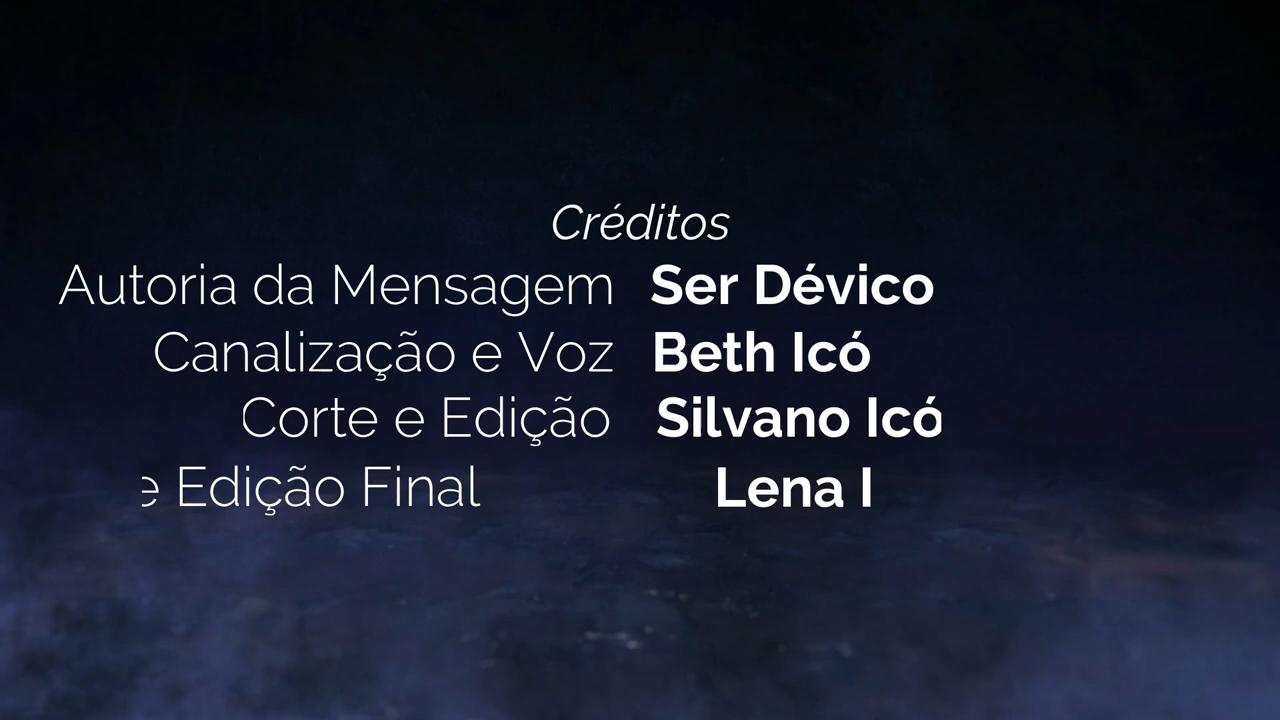 Créditos
Autoria da Mensagem Ser Dévico
Canalização e Voz Beth Icó
Corte e Edição Silvano Icó
e Edição Final Lena I